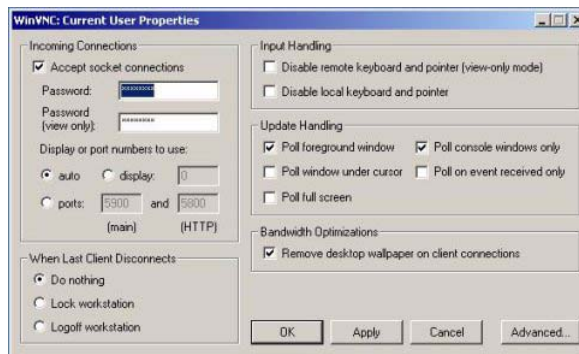 WinVNC: Current User Properties
Incoming Connections
Accept socket connections
Password:
xxxxxxxx
Password
(view only):
xxxxxxxx
Display or port numbers to use:
auto
display:
0
ports:
5900
and
5800
(main)
(HTTP)
When Last Client Disconnects
Do nothing
Lock workstation
Logoff workstation
Input Handling
Disable remote keyboard and pointer (view-only mode)
Disable local keyboard and pointer
Update Handling
Poll foreground window
Poll console windows only
Poll window under cursor
Poll on event received only
Poll full screen
Bandwidth Optimizations
Remove desktop wallpaper on client connections
OK
Apply
Cancel
Advanced...